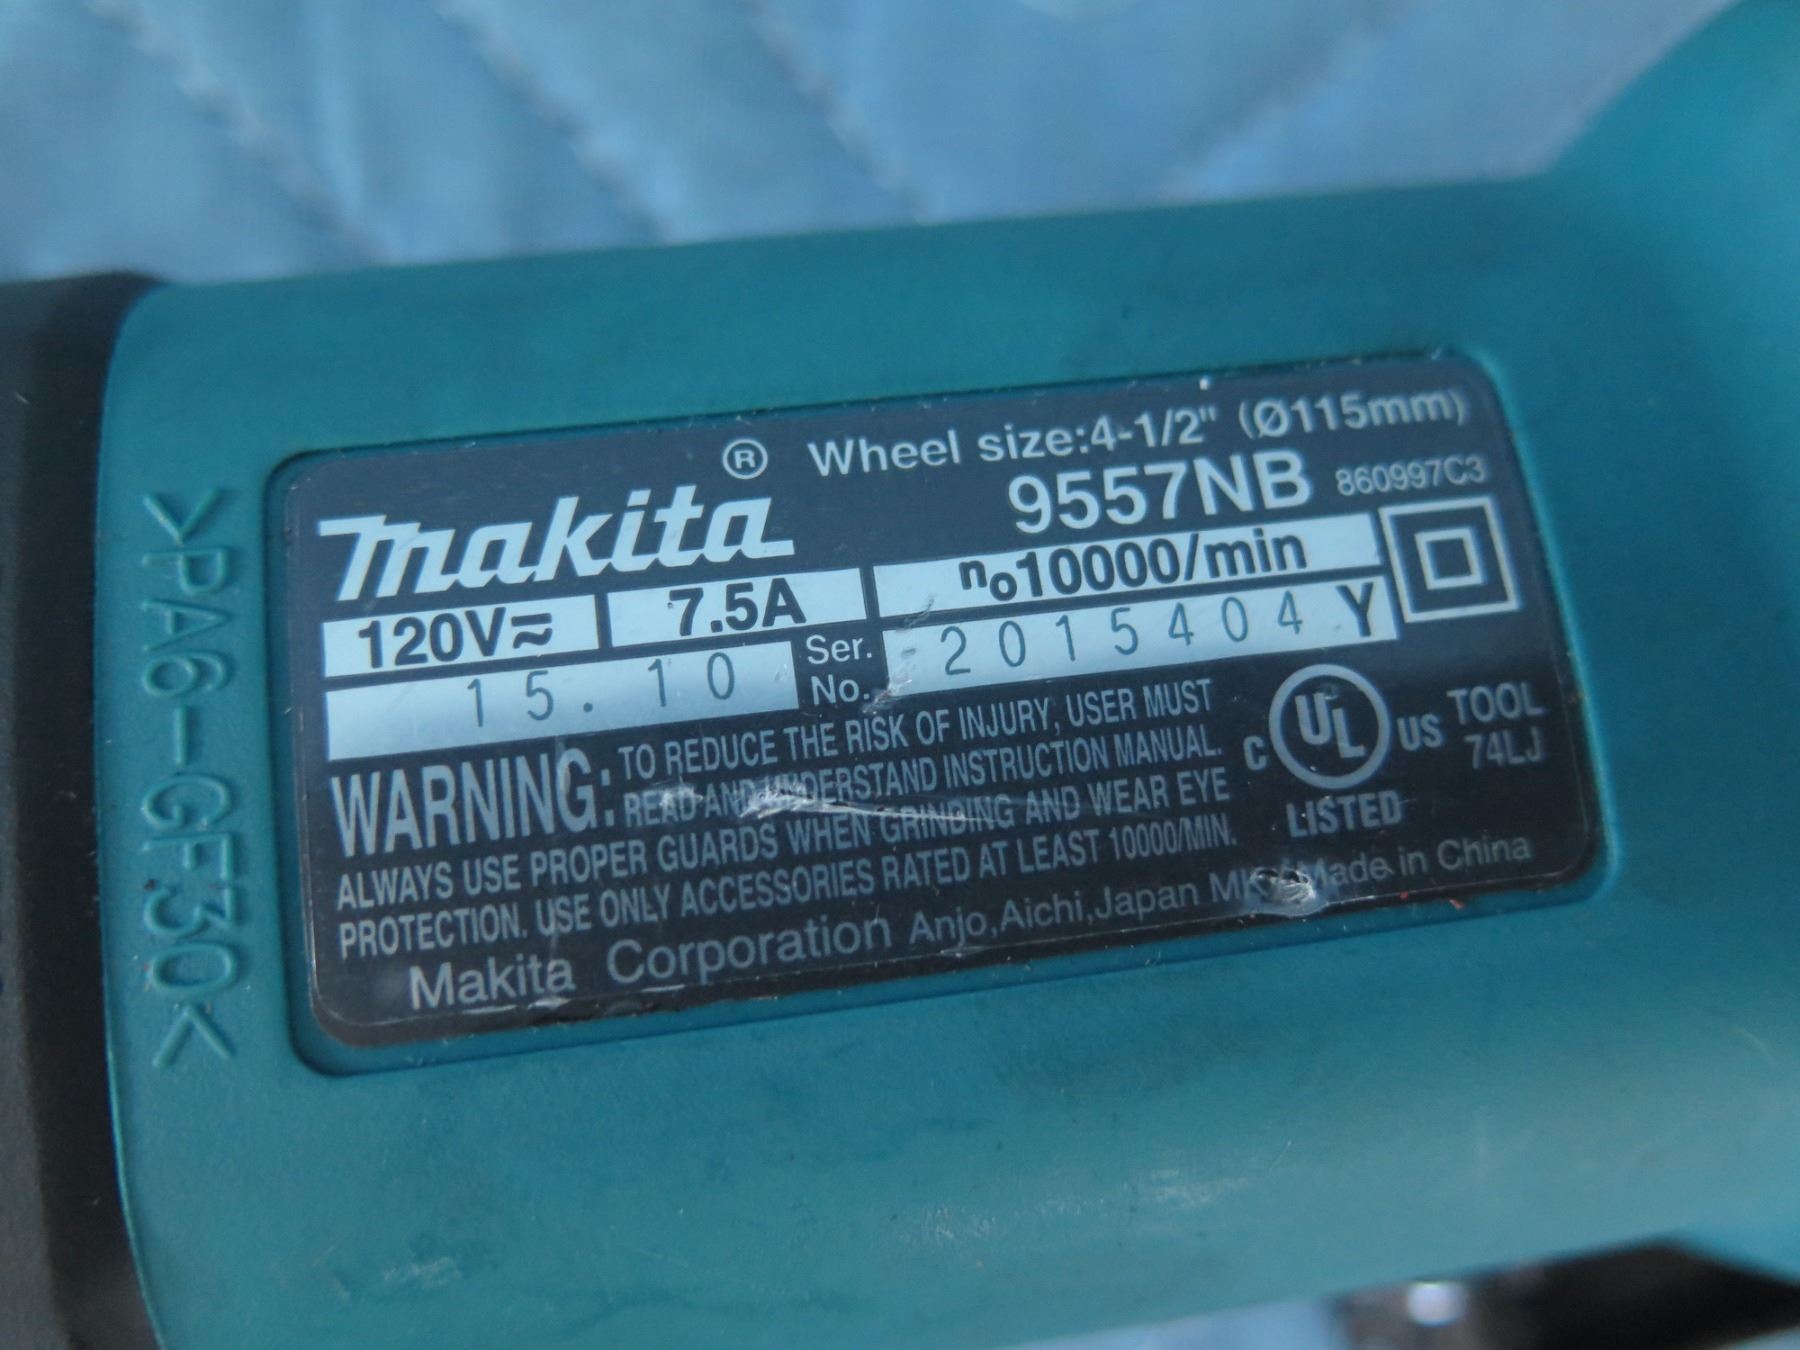 ® Wheel size:4-1/2" (Ø115mm)
makita 9557NB 860997C3
120V⎓~ 7.5A n₀10000/min
15.10 Ser. No. 2015404 Y
WARNING: TO REDUCE THE RISK OF INJURY, USER MUST
READ AND UNDERSTAND INSTRUCTION MANUAL.
ALWAYS USE PROPER GUARDS WHEN GRINDING AND WEAR EYE
PROTECTION. USE ONLY ACCESSORIES RATED AT LEAST 10000/MIN.
C UL US
LISTED
TOOL
74LJ
Makita Corporation Anjo,Aichi,Japan Made in China
>PA6-GF30<